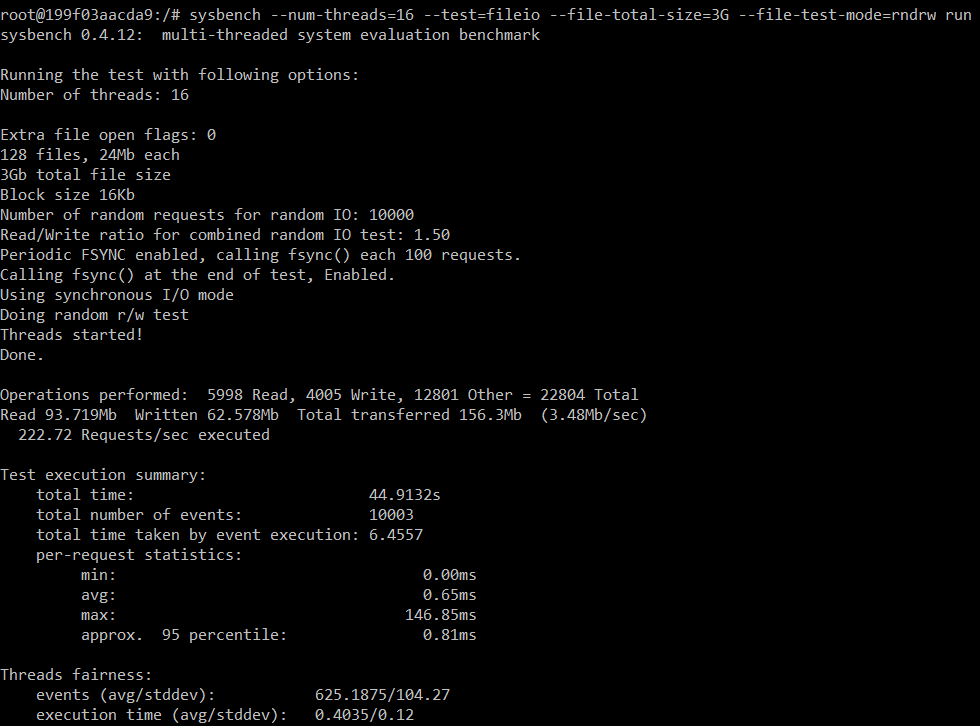 root@199f03aacda9:/# sysbench --num-threads=16 --test=fileio --file-total-size=3G --file-test-mode=rndrw run
sysbench 0.4.12:  multi-threaded system evaluation benchmark

Running the test with following options:
Number of threads: 16

Extra file open flags: 0
128 files, 24Mb each
3Gb total file size
Block size 16Kb
Number of random requests for random IO: 10000
Read/Write ratio for combined random IO test: 1.50
Periodic FSYNC enabled, calling fsync() each 100 requests.
Calling fsync() at the end of test, Enabled.
Using synchronous I/O mode
Doing random r/w test
Threads started!
Done.

Operations performed:  5998 Read, 4005 Write, 12801 Other = 22804 Total
Read 93.719Mb  Written 62.578Mb  Total transferred 156.3Mb  (3.48Mb/sec)
  222.72 Requests/sec executed

Test execution summary:
    total time:                          44.9132s
    total number of events:              10003
    total time taken by event execution: 6.4557
    per-request statistics:
         min:                                  0.00ms
         avg:                                  0.65ms
         max:                                146.85ms
         approx.  95 percentile:               0.81ms

Threads fairness:
    events (avg/stddev):           625.1875/104.27
    execution time (avg/stddev):   0.4035/0.12